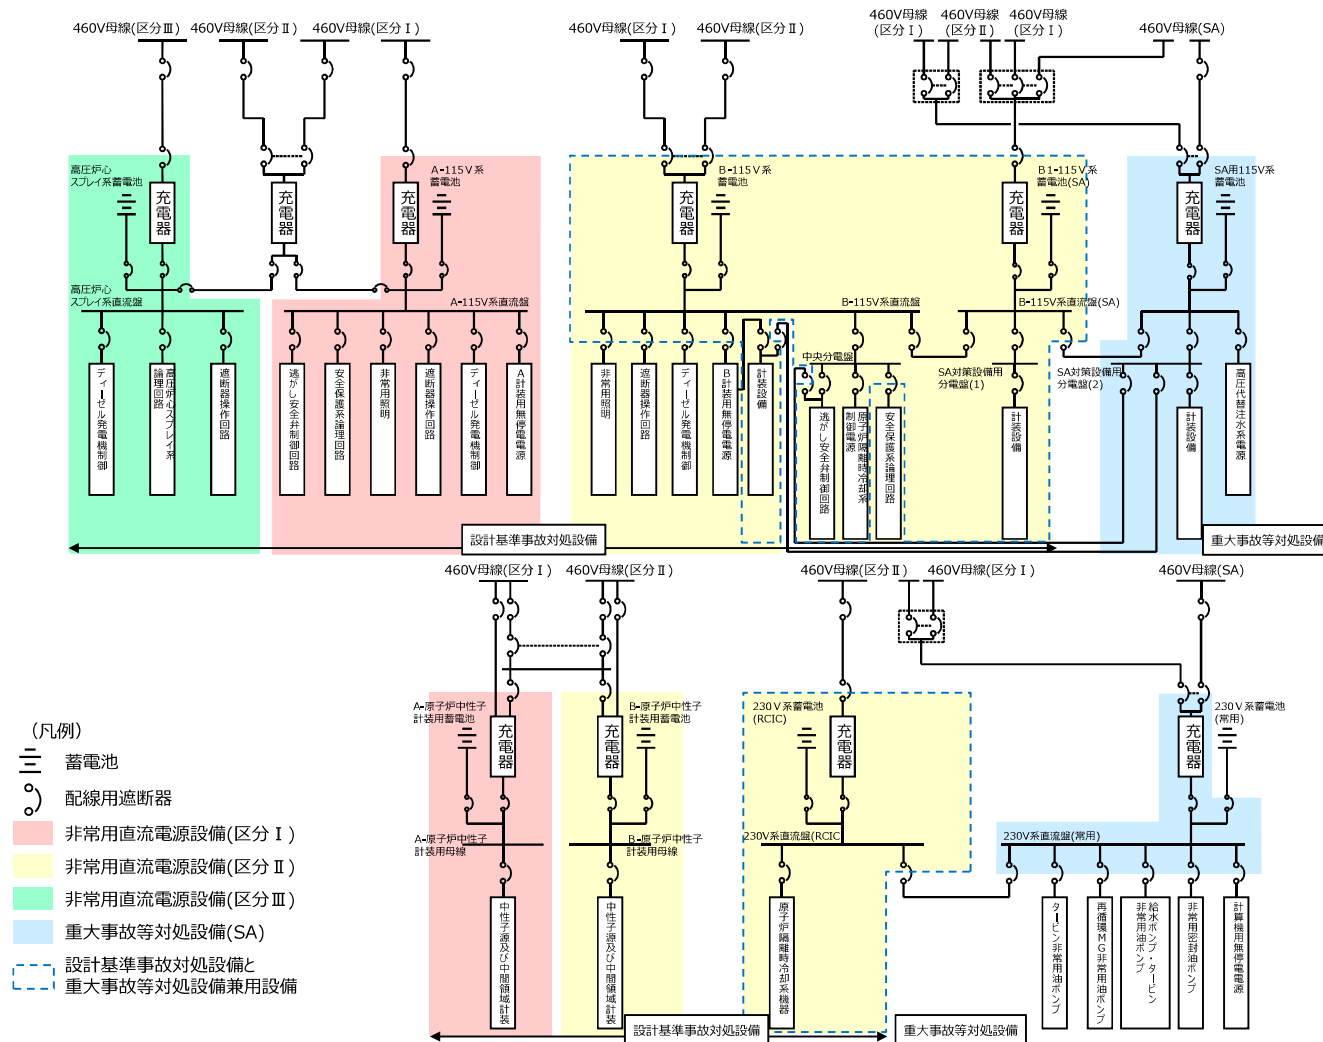 460V母線(区分Ⅲ)
460V母線(区分Ⅱ)
460V母線(区分Ⅰ)
460V母線(区分Ⅰ)
460V母線(区分Ⅱ)
460V母線
(区分Ⅰ)
460V母線
(区分Ⅱ)
460V母線
(区分Ⅰ)
460V母線(SA)
高圧炉心
スプレイ系蓄電池
充電器
充電器
A-115V系
蓄電池
充電器
B-115V系
蓄電池
充電器
B1-115V系
蓄電池(SA)
充電器
SA用115V系
蓄電池
充電器
高圧炉心
スプレイ系直流盤
A-115V系直流盤
B-115V系直流盤
B-115V系直流盤(SA)
中央分電盤
SA対策設備用
分電盤(1)
SA対策設備用
分電盤(2)
ディーゼル発電機制御
高圧炉心スプレイ系
論理回路
遮断器操作回路
逃がし安全弁制御回路
安全保護系論理回路
非常用照明
遮断器操作回路
ディーゼル発電機制御
A計装用無停電電源
非常用照明
遮断器操作回路
ディーゼル発電機制御
B計装用無停電電源
計装設備
逃がし安全弁制御回路
原子炉隔離時冷却系
制御電源
安全保護系論理回路
計装設備
計装設備
高圧代替注水系電源
設計基準事故対処設備
重大事故等対処設備
460V母線(区分Ⅰ)
460V母線(区分Ⅱ)
460V母線(区分Ⅱ)
460V母線(区分Ⅰ)
460V母線(SA)
A-原子炉中性子
計装用蓄電池
充電器
B-原子炉中性子
計装用蓄電池
充電器
230V系蓄電池
(RCIC)
充電器
230V系蓄電池
(常用)
充電器
A-原子炉中性子
計装用母線
B-原子炉中性子
計装用母線
230V系直流盤(RCIC
230V系直流盤(常用)
中性子源及び中間領域計装
中性子源及び中間領域計装
原子炉隔離時冷却系機器
タービン非常用油ポンプ
再循環MG非常用油ポンプ
給水ポンプ・タービン
非常用油ポンプ
非常用密封油ポンプ
計算機用無停電電源
設計基準事故対処設備
重大事故等対処設備
(凡例)
蓄電池
配線用遮断器
非常用直流電源設備(区分Ⅰ)
非常用直流電源設備(区分Ⅱ)
非常用直流電源設備(区分Ⅲ)
重大事故等対処設備(SA)
設計基準事故対処設備と
重大事故等対処設備兼用設備